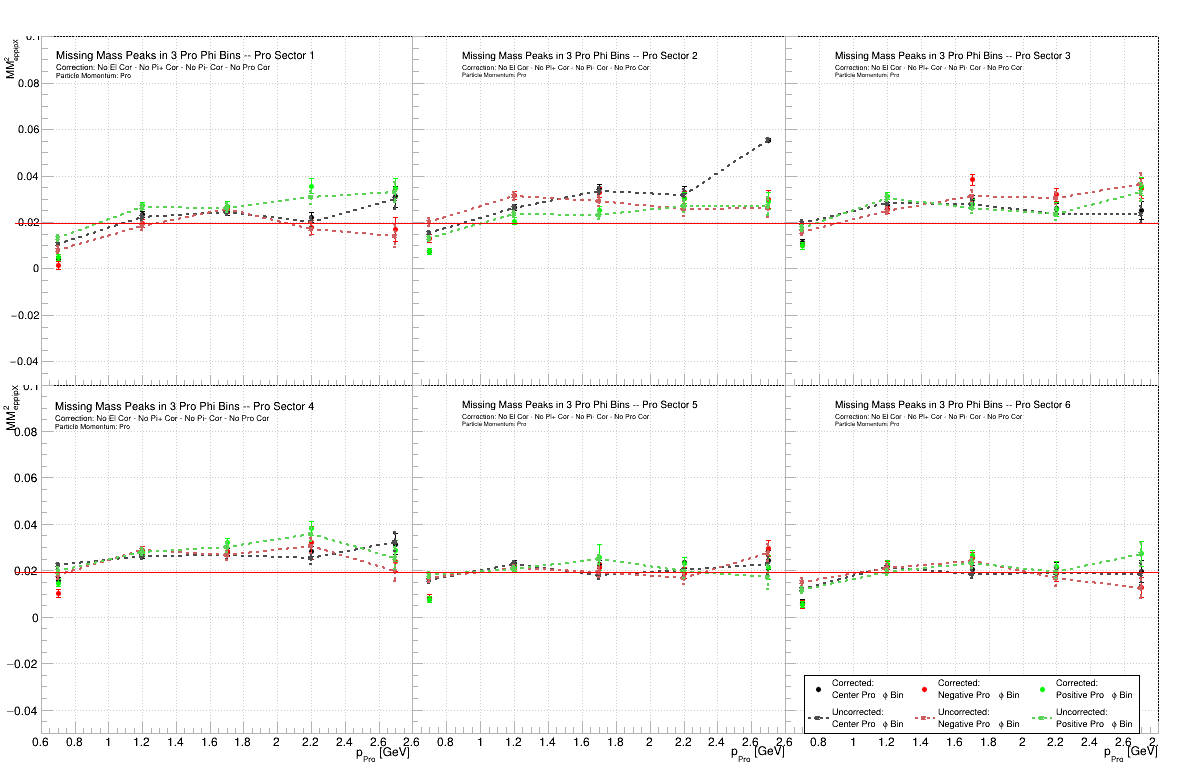 0.1
MM²epipiX
Missing Mass Peaks in 3 Pro Phi Bins -- Pro Sector 1
Correction: No El Cor - No Pi+ Cor - No Pi- Cor - No Pro Cor
Particle Momentum: Pro
Missing Mass Peaks in 3 Pro Phi Bins -- Pro Sector 2
Correction: No El Cor - No Pi+ Cor - No Pi- Cor - No Pro Cor
Particle Momentum: Pro
Missing Mass Peaks in 3 Pro Phi Bins -- Pro Sector 3
Correction: No El Cor - No Pi+ Cor - No Pi- Cor - No Pro Cor
Particle Momentum: Pro
0.08
0.06
0.04
0.02
0
−0.02
−0.04
0.1
MM²epipiX
Missing Mass Peaks in 3 Pro Phi Bins -- Pro Sector 4
Correction: No El Cor - No Pi+ Cor - No Pi- Cor - No Pro Cor
Particle Momentum: Pro
Missing Mass Peaks in 3 Pro Phi Bins -- Pro Sector 5
Correction: No El Cor - No Pi+ Cor - No Pi- Cor - No Pro Cor
Particle Momentum: Pro
Missing Mass Peaks in 3 Pro Phi Bins -- Pro Sector 6
Correction: No El Cor - No Pi+ Cor - No Pi- Cor - No Pro Cor
Particle Momentum: Pro
0.08
0.06
0.04
0.02
0
−0.02
−0.04
Corrected:
Center Pro ϕ Bin
Corrected:
Negative Pro ϕ Bin
Corrected:
Positive Pro ϕ Bin
Uncorrected:
Center Pro ϕ Bin
Uncorrected:
Negative Pro ϕ Bin
Uncorrected:
Positive Pro ϕ Bin
0.6 0.8 1 1.2 1.4 1.6 1.8 2 2.2 2.4 2.6
pPro [GeV]
0.6 0.8 1 1.2 1.4 1.6 1.8 2 2.2 2.4 2.6
pPro [GeV]
0.8 1 1.2 1.4 1.6 1.8 2 2.2 2.4 2.6
pPro [GeV]